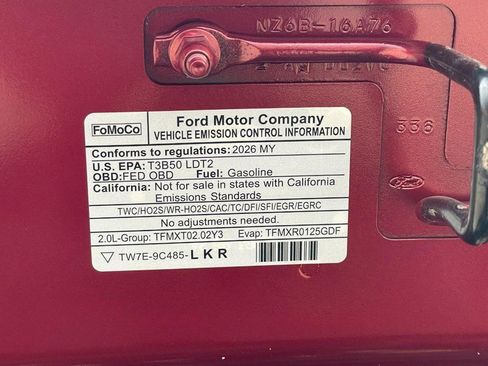 NZ6B-16A76
336
Ford
FoMoCo
Ford Motor Company
VEHICLE EMISSION CONTROL INFORMATION
Conforms to regulations: 2026 MY
U.S. EPA: T3B50 LDT2
OBD: FED OBD Fuel: Gasoline
California: Not for sale in states with California
Emissions Standards
TWC/HO2S/WR-HO2S/CAC/TC/DFI/SFI/EGR/EGRC
No adjustments needed.
2.0L-Group: TFMXT02.02Y3 Evap: TFMXR0125GDF
TW7E-9C485-LKR